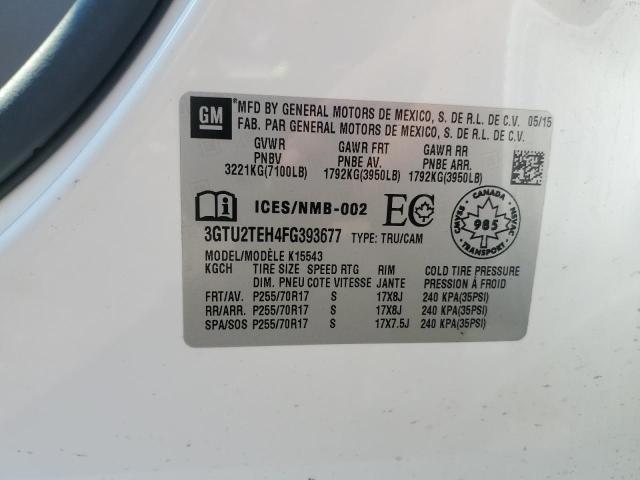 GM MFD BY GENERAL MOTORS DE MEXICO, S. DE R.L. DE C.V. 05/15
FAB. PAR GENERAL MOTORS DE MEXICO, S. DE R.L. DE C.V.
GVWR GAWR FRT GAWR RR
PNBV PNBE AV. PNBE ARR.
3221KG(7100LB) 1792KG(3950LB) 1792KG(3950LB)
ICES/NMB-002 EC
CANADA
985
TRANSPORT
3GTU2TEH4FG393677 TYPE: TRU/CAM
MODEL/MODÈLE K15543
KGCH TIRE SIZE SPEED RTG RIM COLD TIRE PRESSURE
DIM. PNEU COTE VITESSE JANTE PRESSION À FROID
FRT/AV. P255/70R17 S 17X8J 240 KPA(35PSI)
RR/ARR. P255/70R17 S 17X8J 240 KPA(35PSI)
SPA/SOS P255/70R17 S 17X7.5J 240 KPA(35PSI)